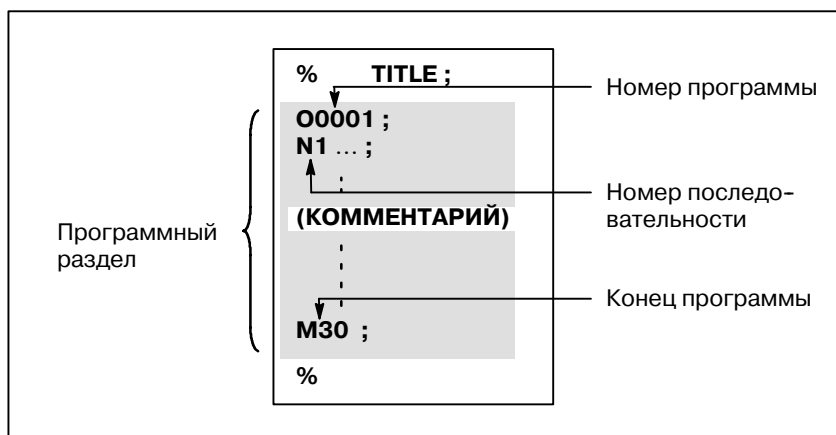 % TITLE ;
Номер программы
O0001 ;
N1 ... ;
Номер последо-
вательности
(КОММЕНТАРИЙ)
Программный
раздел
Конец программы
M30 ;
%